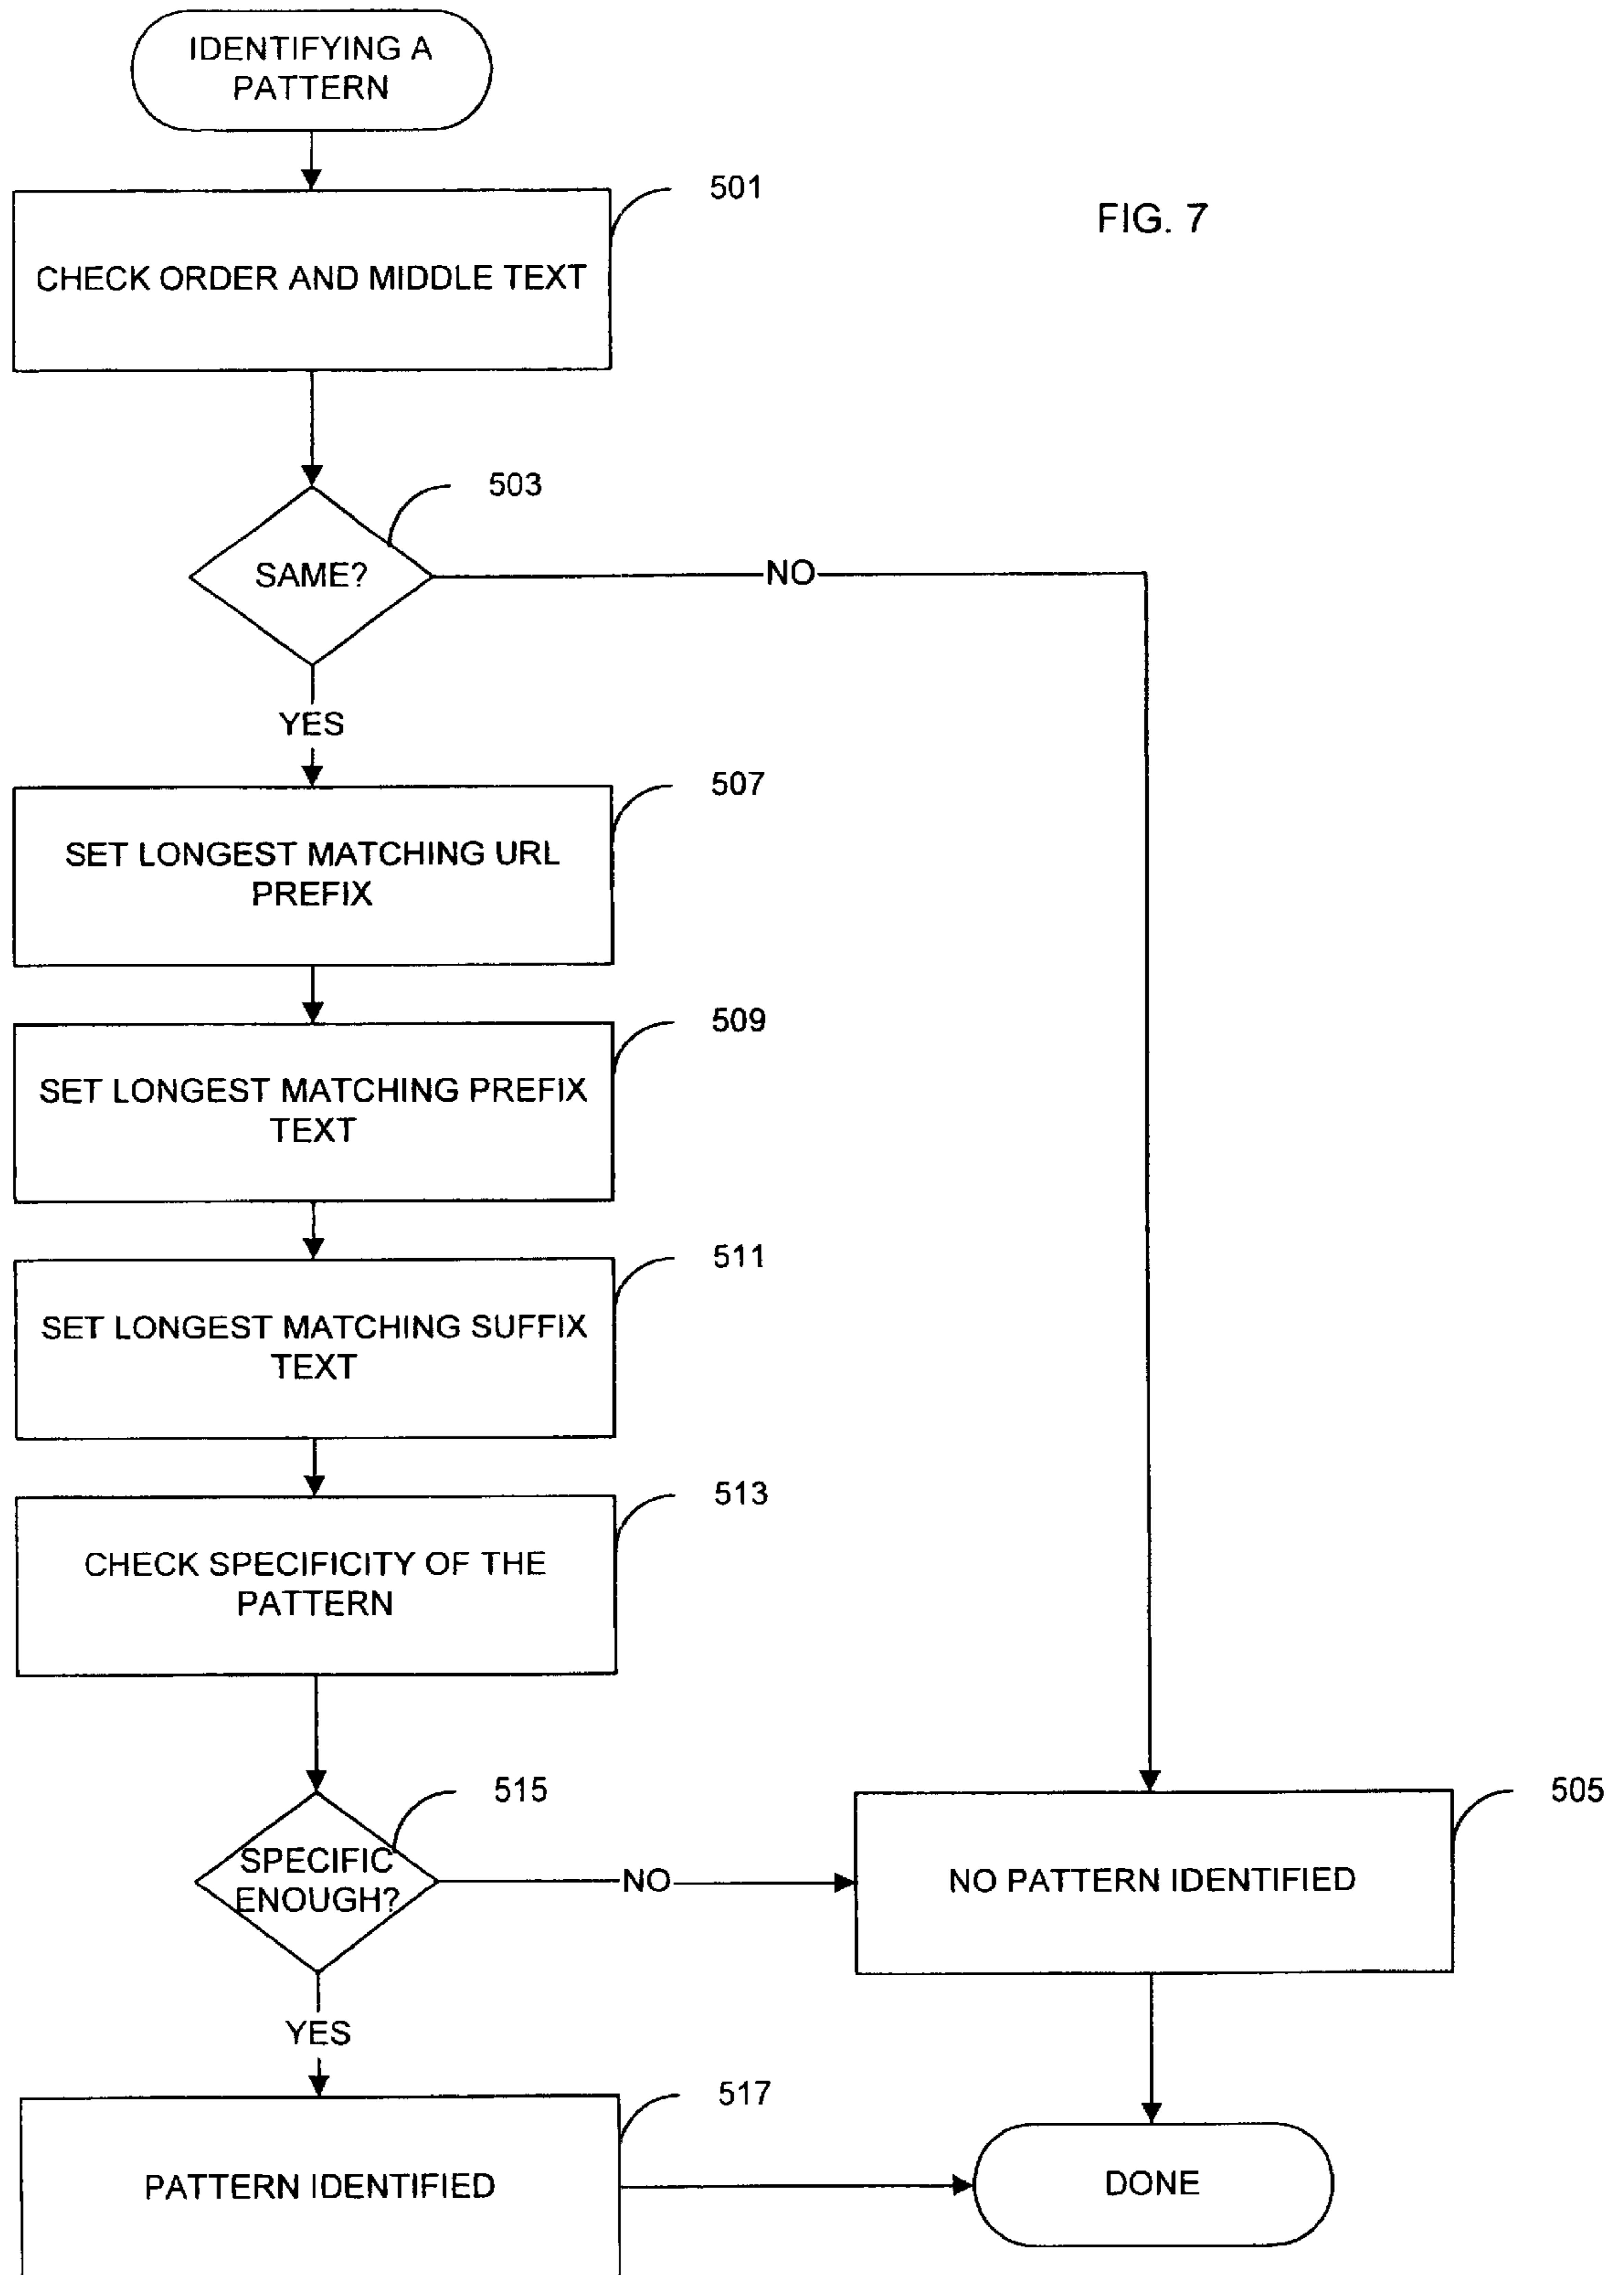 IDENTIFYING A
PATTERN
501
FIG. 7
CHECK ORDER AND MIDDLE TEXT
503
SAME?
NO
YES
507
SET LONGEST MATCHING URL
PREFIX
509
SET LONGEST MATCHING PREFIX
TEXT
511
SET LONGEST MATCHING SUFFIX
TEXT
513
CHECK SPECIFICITY OF THE
PATTERN
515
505
SPECIFIC
ENOUGH?
NO
NO PATTERN IDENTIFIED
YES
517
PATTERN IDENTIFIED
DONE